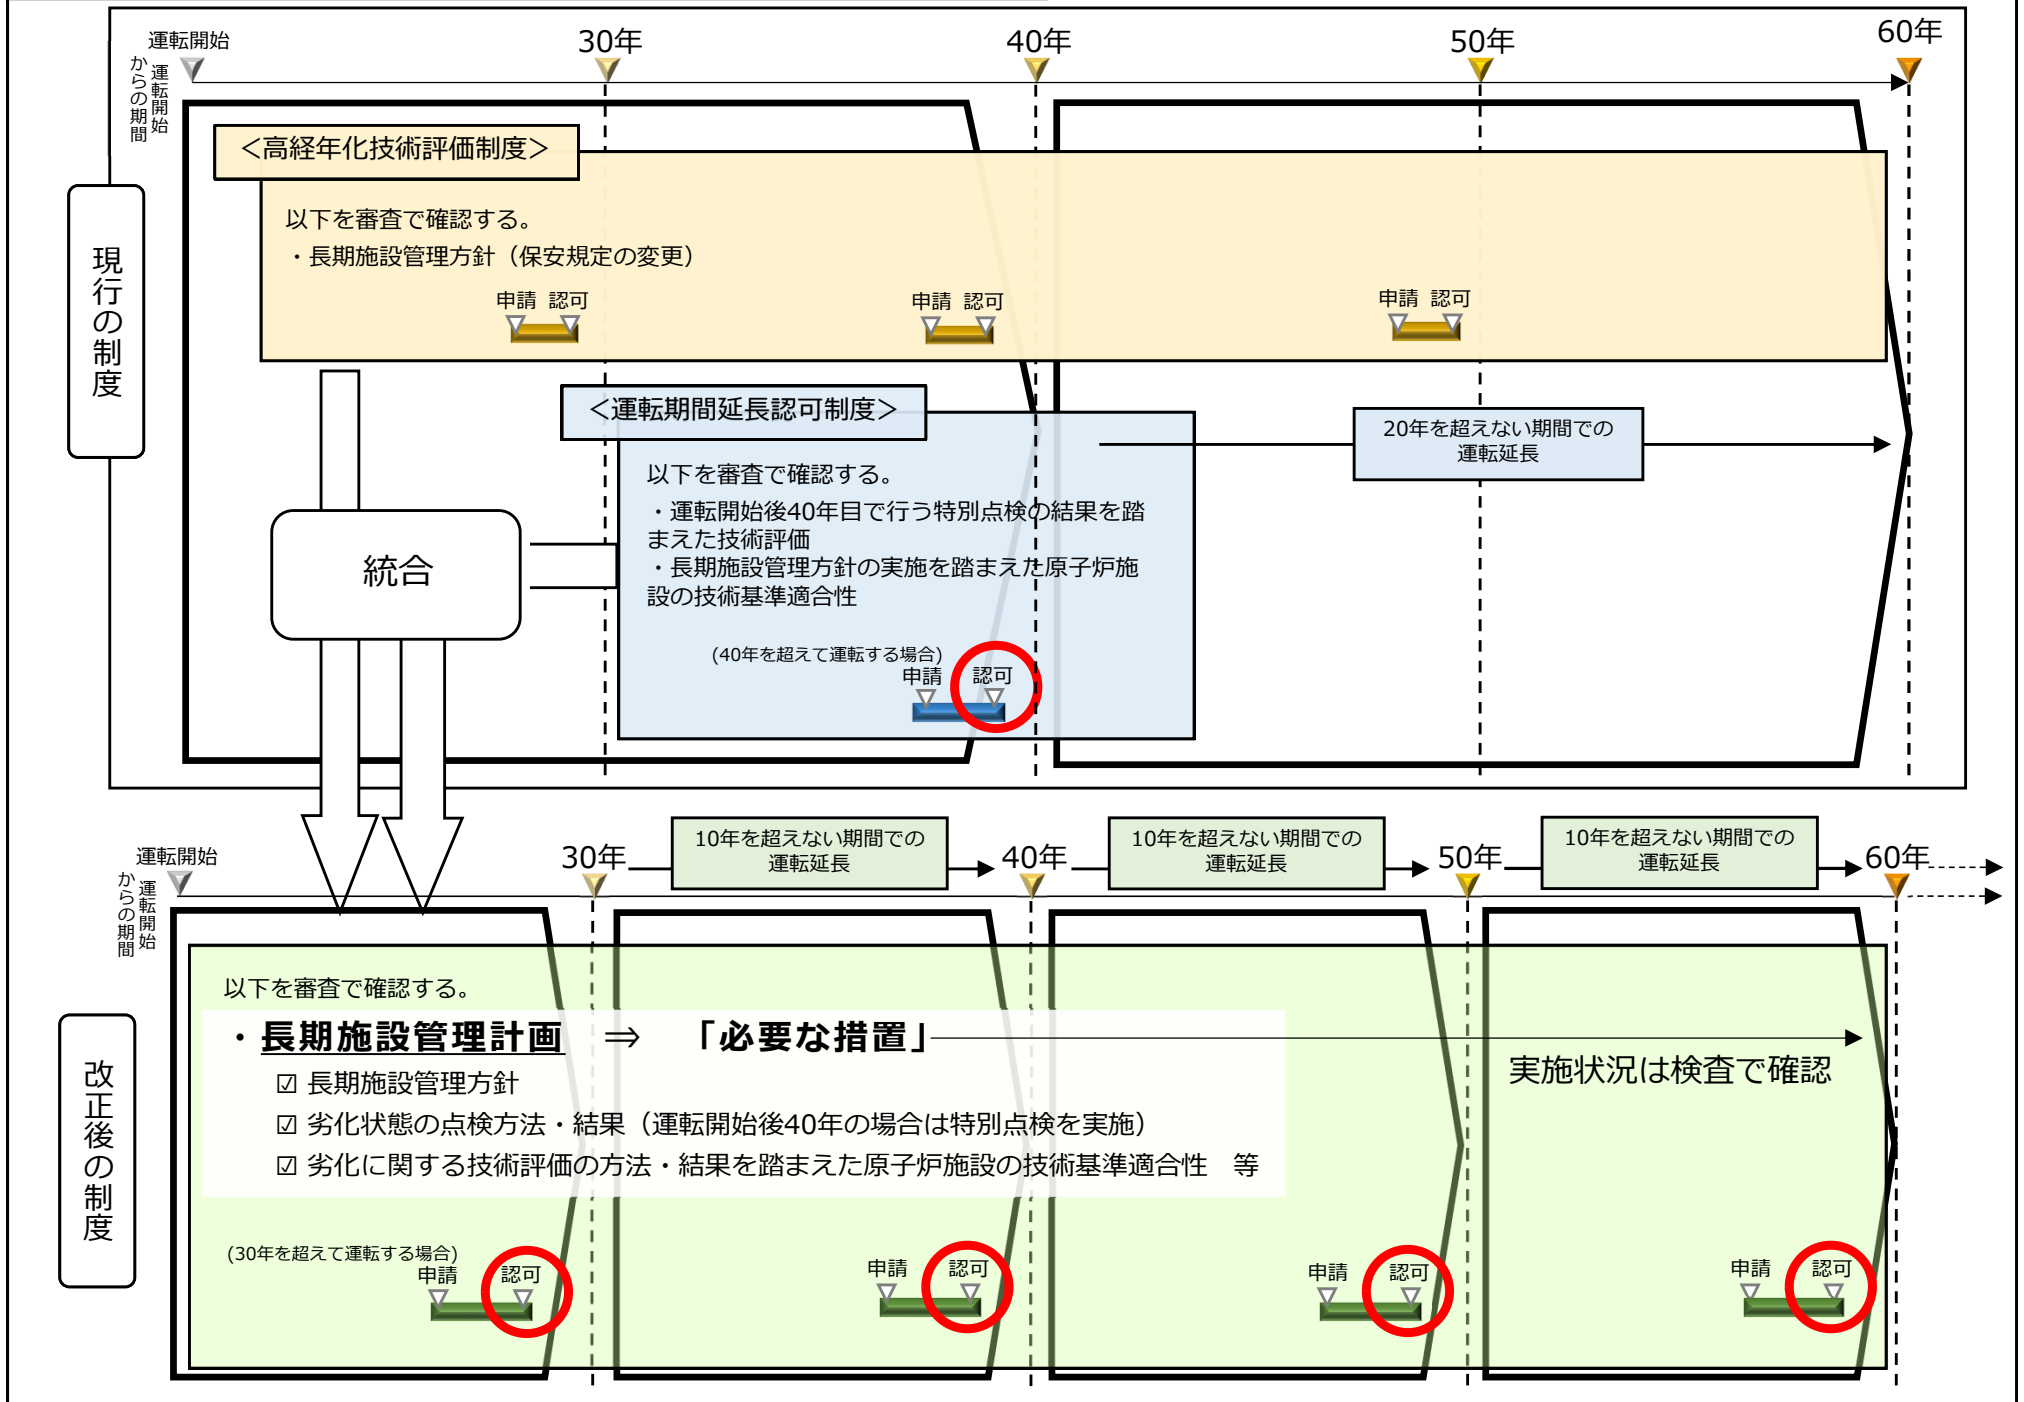 運転開始
30年
40年
50年
60年
運転開始
からの期間
現行の制度
＜高経年化技術評価制度＞
以下を審査で確認する。
・長期施設管理方針（保安規定の変更）
申請 認可
申請 認可
申請 認可
＜運転期間延長認可制度＞
以下を審査で確認する。
・運転開始後40年目で行う特別点検の結果を踏
まえた技術評価
・長期施設管理方針の実施を踏まえた原子炉施
設の技術基準適合性
(40年を超えて運転する場合)
申請 認可
20年を超えない期間での
運転延長
統合
運転開始
30年
10年を超えない期間での
運転延長
40年
10年を超えない期間での
運転延長
50年
10年を超えない期間での
運転延長
60年
運転開始
からの期間
改正後の制度
以下を審査で確認する。
・長期施設管理計画 ⇒ 「必要な措置」
実施状況は検査で確認
☑ 長期施設管理方針
☑ 劣化状態の点検方法・結果（運転開始後40年の場合は特別点検を実施）
☑ 劣化に関する技術評価の方法・結果を踏まえた原子炉施設の技術基準適合性　等
(30年を超えて運転する場合)
申請 認可
申請 認可
申請 認可
申請 認可